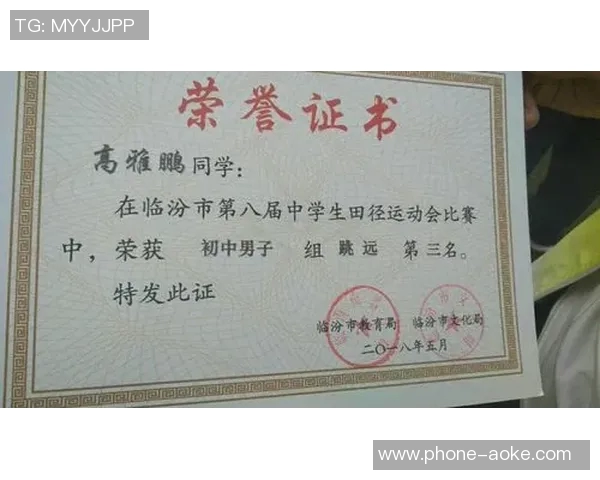 TG: MYYJJPP
荣誉证书
高雅鹏同学：
在临汾市第八届中学生田径运动会比赛
中，荣获 初中男子 组 跳远 第三名。
特发此证
临汾市教育局 临汾市文化局
二〇一八年五月
www.phone-aoke.com